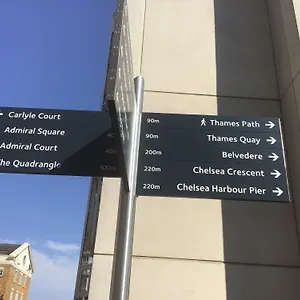 Carlyle Court
Admiral Square
Admiral Court
The Quadrangle
90m Thames Path →
90m Thames Quay →
200m Belvedere →
220m Chelsea Crescent →
220m Chelsea Harbour Pier →